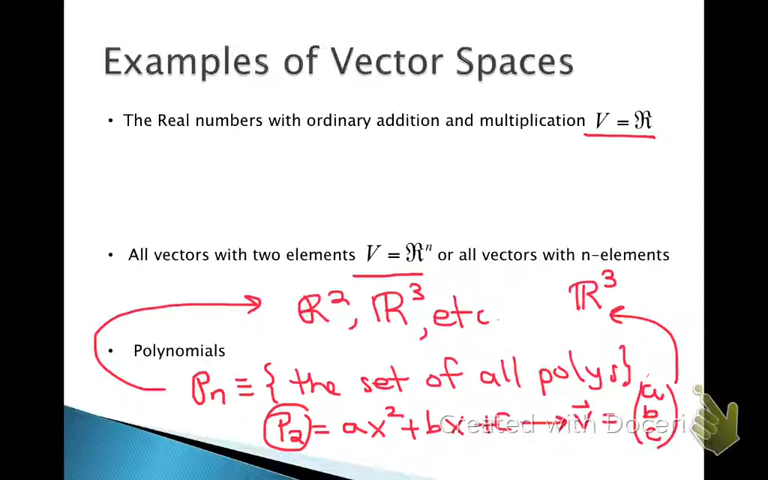 Examples of Vector Spaces
• The Real numbers with ordinary addition and multiplication V = ℜ
• All vectors with two elements V = ℜⁿ or all vectors with n-elements
ℝ², ℝ³, etc. ℝ³
• Polynomials
Pn ≡ { the set of all polys}
P2 = ax² + bx + c → v⃗ = (a b c)
Created with Doceri